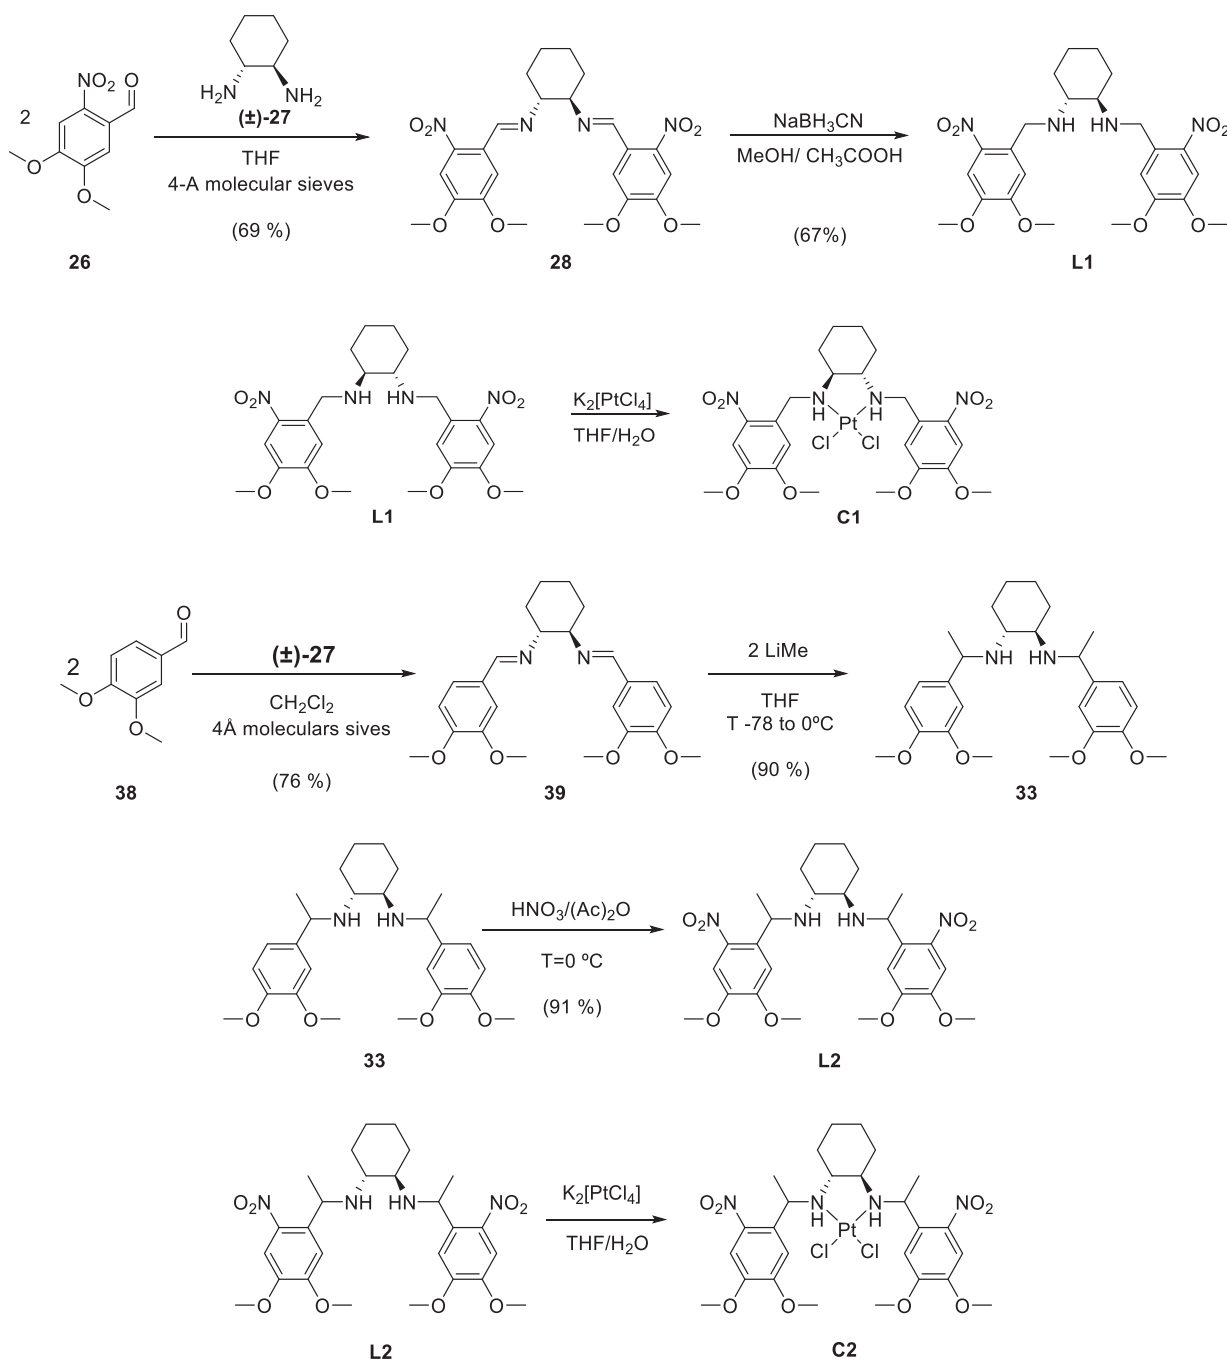 2
NO₂
O
H₂N
NH₂
(±)-27
THF
4-A molecular sieves
(69 %)
O
O
26
O₂N
N
N
NO₂
O
O
O
O
28
NaBH₃CN
MeOH/ CH₃COOH
(67%)
O₂N
NH
HN
NO₂
O
O
O
O
L1
O₂N
NH
HN
NO₂
O
O
O
O
L1
K₂[PtCl₄]
THF/H₂O
O₂N
N
H
N
H
NO₂
Pt
Cl
Cl
O
O
O
O
C1
2
O
O
O
38
(±)-27
CH₂Cl₂
4Å moleculars sives
(76 %)
N
N
O
O
O
O
39
2 LiMe
THF
T -78 to 0ºC
(90 %)
NH
HN
O
O
O
O
33
NH
HN
O
O
O
O
33
HNO₃/(Ac)₂O
T=0 ºC
(91 %)
O₂N
NH
HN
NO₂
O
O
O
O
L2
O₂N
NH
HN
NO₂
O
O
O
O
L2
K₂[PtCl₄]
THF/H₂O
O₂N
N
H
N
H
NO₂
Pt
Cl
Cl
O
O
O
O
C2